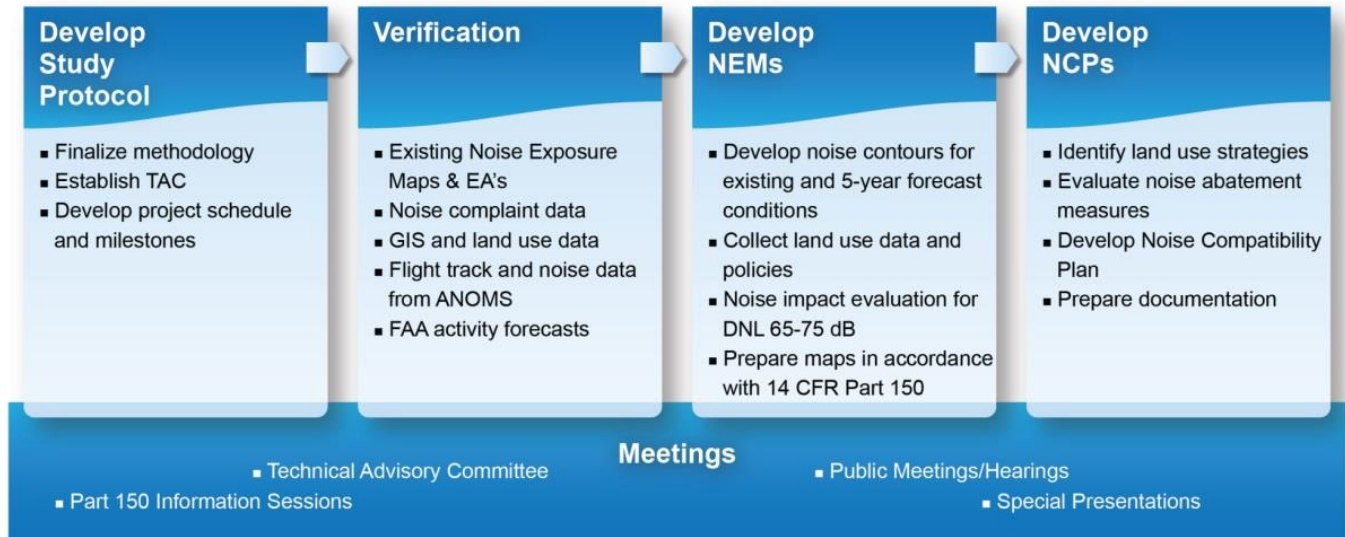 Develop
Study
Protocol
▪ Finalize methodology
▪ Establish TAC
▪ Develop project schedule
and milestones
Verification
▪ Existing Noise Exposure
Maps & EA's
▪ Noise complaint data
▪ GIS and land use data
▪ Flight track and noise data
from ANOMS
▪ FAA activity forecasts
Develop
NEMs
▪ Develop noise contours for
existing and 5-year forecast
conditions
▪ Collect land use data and
policies
▪ Noise impact evaluation for
DNL 65-75 dB
▪ Prepare maps in accordance
with 14 CFR Part 150
Develop
NCPs
▪ Identify land use strategies
▪ Evaluate noise abatement
measures
▪ Develop Noise Compatibility
Plan
▪ Prepare documentation
Meetings
▪ Technical Advisory Committee
▪ Part 150 Information Sessions
▪ Public Meetings/Hearings
▪ Special Presentations